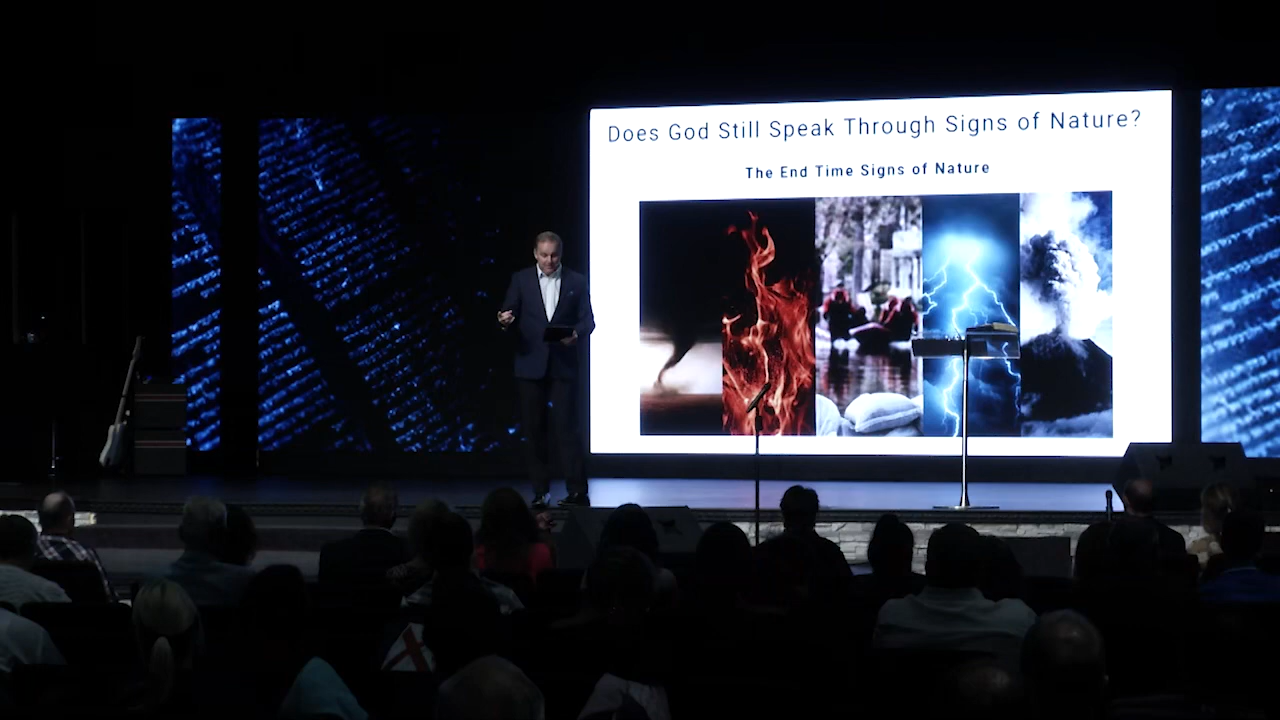 Does God Still Speak Through Signs of Nature?
The End Time Signs of Nature